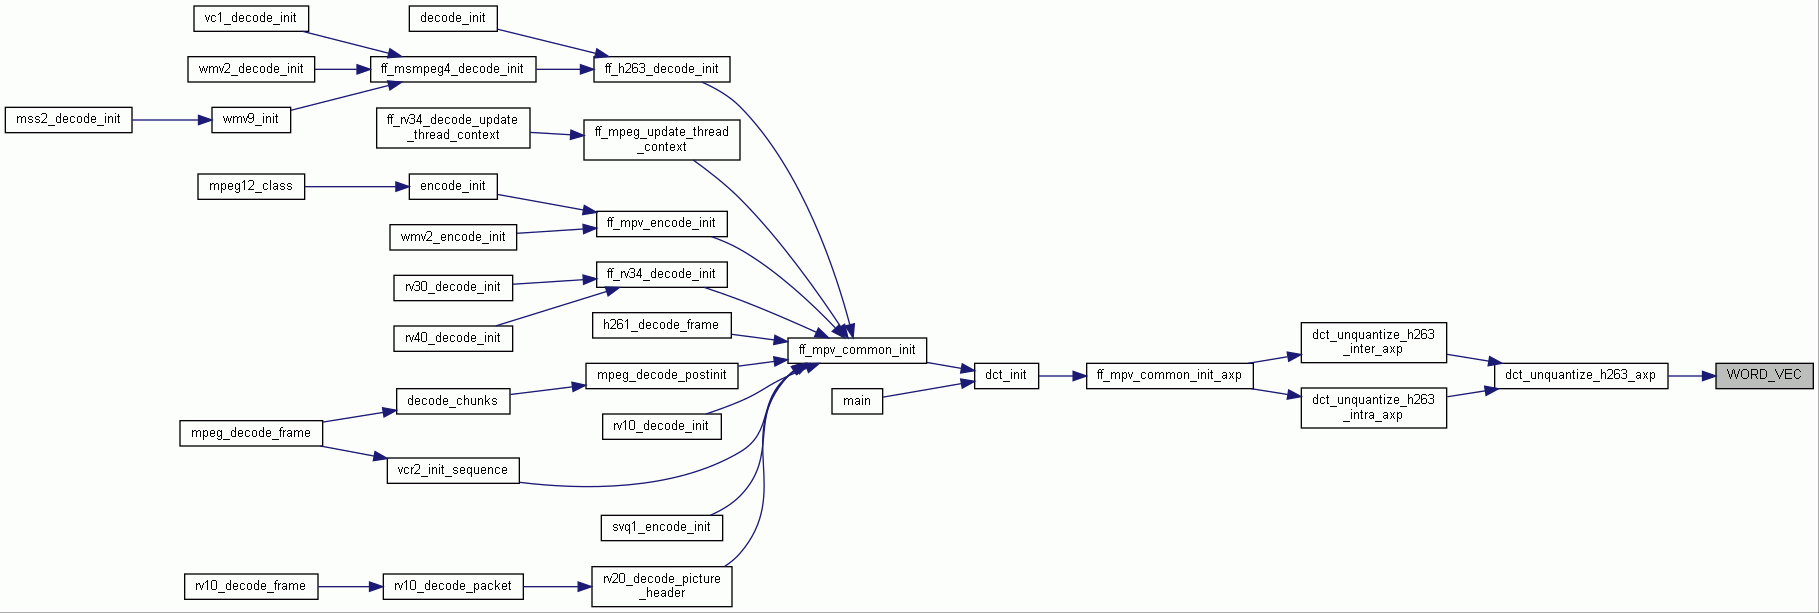 vc1_decode_init
decode_init
wmv2_decode_init
ff_msmpeg4_decode_init
ff_h263_decode_init
mss2_decode_init
wmv9_init
ff_rv34_decode_update
_thread_context
ff_mpeg_update_thread
_context
mpeg12_class
encode_init
ff_mpv_encode_init
wmv2_encode_init
ff_rv34_decode_init
rv30_decode_init
h261_decode_frame
rv40_decode_init
ff_mpv_common_init
mpeg_decode_postinit
dct_init
ff_mpv_common_init_axp
dct_unquantize_h263
_inter_axp
dct_unquantize_h263_axp
WORD_VEC
dct_unquantize_h263
_intra_axp
main
decode_chunks
rv10_decode_init
mpeg_decode_frame
vcr2_init_sequence
svq1_encode_init
rv10_decode_frame
rv10_decode_packet
rv20_decode_picture
_header